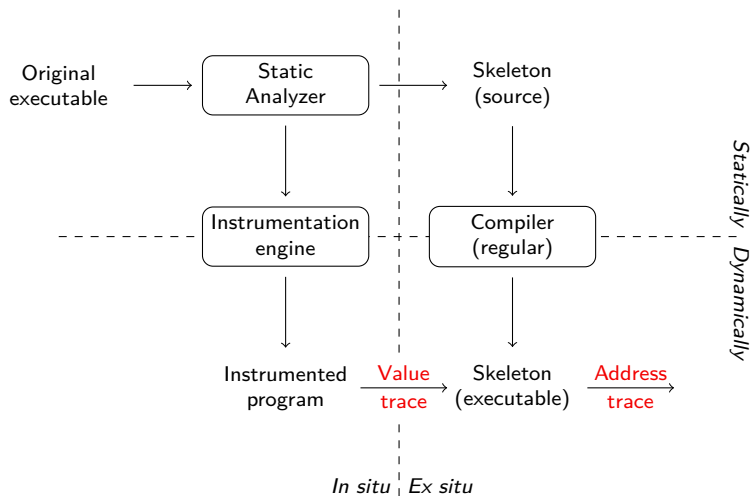 Original
executable
Static
Analyzer
Skeleton
(source)
Statically
Instrumentation
engine
Compiler
(regular)
Dynamically
Instrumented
program
Value
trace
Skeleton
(executable)
Address
trace
In situ
Ex situ